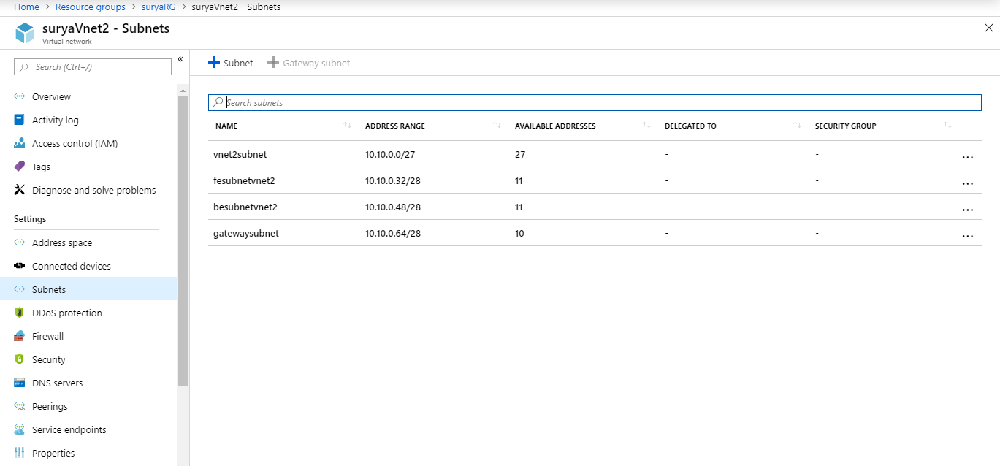 Home > Resource groups > suryaRG > suryaVnet2 - Subnets
suryaVnet2 - Subnets
Virtual network
Search (Ctrl+/)
Overview
Activity log
Access control (IAM)
Tags
Diagnose and solve problems
Settings
Address space
Connected devices
Subnets
DDoS protection
Firewall
Security
DNS servers
Peerings
Service endpoints
Properties
+ Subnet + Gateway subnet
Search subnets
NAME ADDRESS RANGE AVAILABLE ADDRESSES DELEGATED TO SECURITY GROUP
vnet2subnet 10.10.0.0/27 27 - - ...
fesubnetvnet2 10.10.0.32/28 11 - - ...
besubnetvnet2 10.10.0.48/28 11 - - ...
gatewaysubnet 10.10.0.64/28 10 - - ...